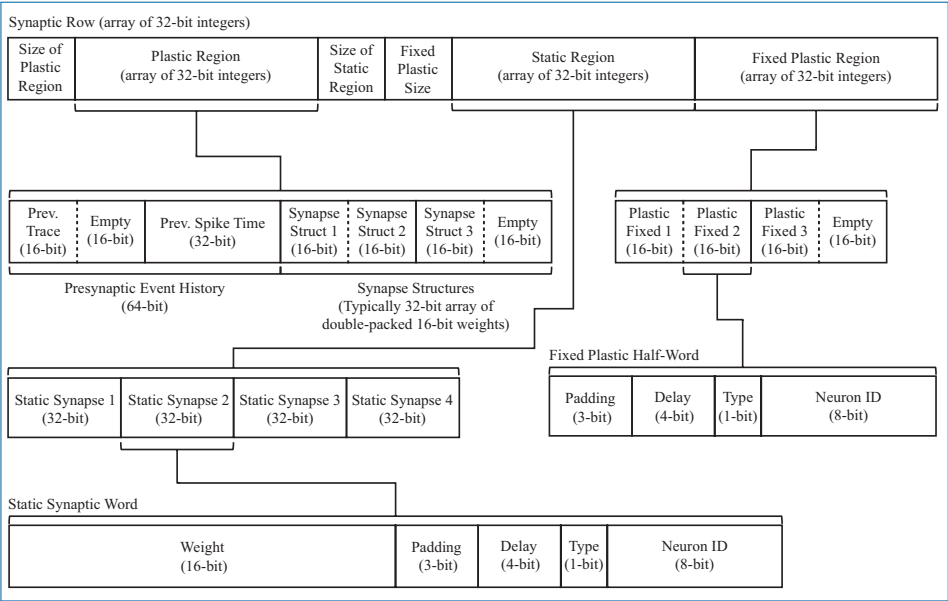 Synaptic Row (array of 32-bit integers)
Size of
Plastic
Region
Plastic Region
(array of 32-bit integers)
Size of
Static
Region
Fixed
Plastic
Size
Static Region
(array of 32-bit integers)
Fixed Plastic Region
(array of 32-bit integers)
Prev.
Trace
(16-bit)
Empty
(16-bit)
Prev. Spike Time
(32-bit)
Synapse
Struct 1
(16-bit)
Synapse
Struct 2
(16-bit)
Synapse
Struct 3
(16-bit)
Empty
(16-bit)
Plastic
Fixed 1
(16-bit)
Plastic
Fixed 2
(16-bit)
Plastic
Fixed 3
(16-bit)
Empty
(16-bit)
Presynaptic Event History
(64-bit)
Synapse Structures
(Typically 32-bit array of
double-packed 16-bit weights)
Fixed Plastic Half-Word
Padding
(3-bit)
Delay
(4-bit)
Type
(1-bit)
Neuron ID
(8-bit)
Static Synapse 1
(32-bit)
Static Synapse 2
(32-bit)
Static Synapse 3
(32-bit)
Static Synapse 4
(32-bit)
Static Synaptic Word
Weight
(16-bit)
Padding
(3-bit)
Delay
(4-bit)
Type
(1-bit)
Neuron ID
(8-bit)